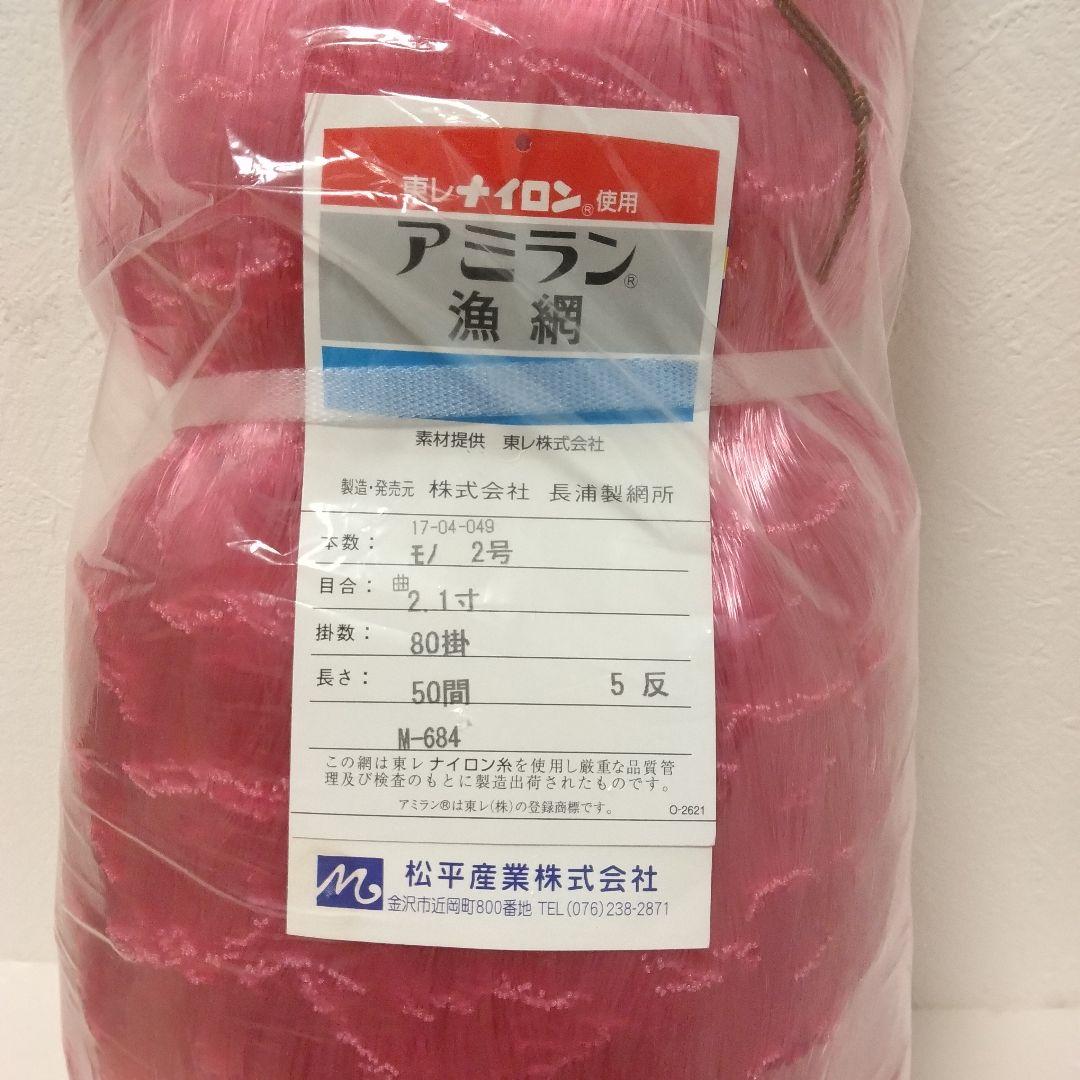 東レナイロン®使用
アミラン®
漁網
素材提供 東レ株式会社
製造・発売元 株式会社 長浦製網所
17-04-049
本数： モノ 2号
目合： 曲 2.1寸
掛数： 80掛
長さ： 50間 5反
M-684
この網は東レナイロン糸を使用し厳重な品質管
理及び検査のもとに製造出荷されたものです。
アミラン®は東レ(株)の登録商標です。 O-2621
M 松平産業株式会社
金沢市近岡町800番地 TEL(076)238-2871